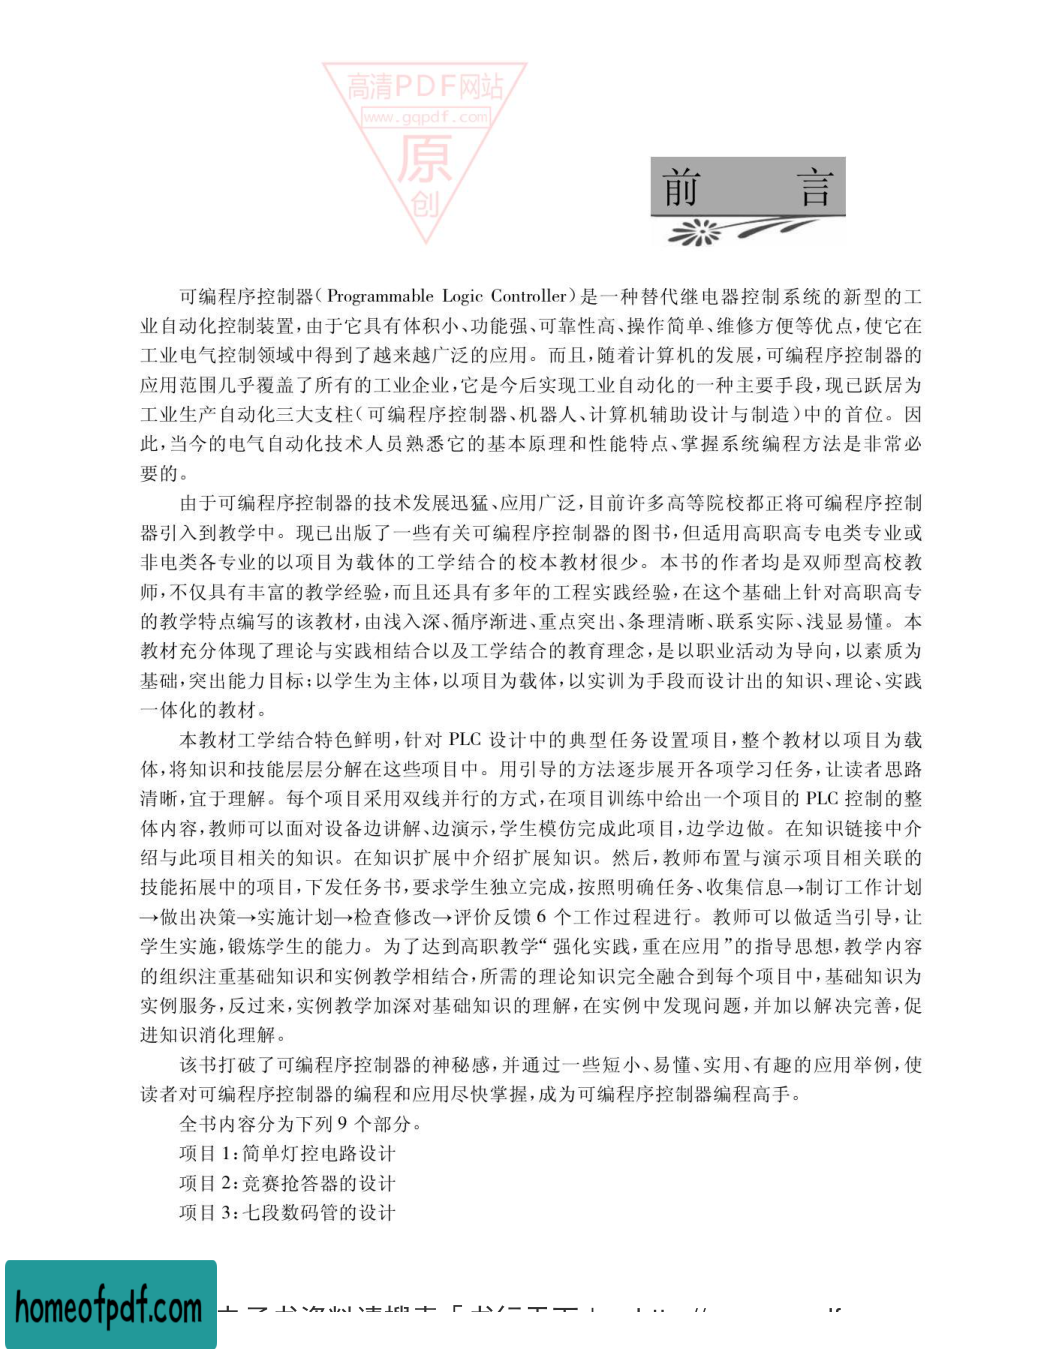 高清PDF网站
www.gqpdf.com
原
创
前 言
可编程序控制器(Programmable Logic Controller)是一种替代继电器控制系统的新型的工
业自动化控制装置,由于它具有体积小、功能强、可靠性高、操作简单、维修方便等优点,使它在
工业电气控制领域中得到了越来越广泛的应用。而且,随着计算机的发展,可编程序控制器的
应用范围几乎覆盖了所有的工业企业,它是今后实现工业自动化的一种主要手段,现已跃居为
工业生产自动化三大支柱(可编程序控制器、机器人、计算机辅助设计与制造)中的首位。因
此,当今的电气自动化技术人员熟悉它的基本原理和性能特点、掌握系统编程方法是非常必
要的。
由于可编程序控制器的技术发展迅猛、应用广泛,目前许多高等院校都正将可编程序控制
器引入到教学中。现已出版了一些有关可编程序控制器的图书,但适用高职高专电类专业或
非电类各专业的以项目为载体的工学结合的校本教材很少。本书的作者均是双师型高校教
师,不仅具有丰富的教学经验,而且还具有多年的工程实践经验,在这个基础上针对高职高专
的教学特点编写的该教材,由浅入深、循序渐进、重点突出、条理清晰、联系实际、浅显易懂。本
教材充分体现了理论与实践相结合以及工学结合的教育理念,是以职业活动为导向,以素质为
基础,突出能力目标;以学生为主体,以项目为载体,以实训为手段而设计出的知识、理论、实践
一体化的教材。
本教材工学结合特色鲜明,针对 PLC 设计中的典型任务设置项目,整个教材以项目为载
体,将知识和技能层层分解在这些项目中。用引导的方法逐步展开各项学习任务,让读者思路
清晰,宜于理解。每个项目采用双线并行的方式,在项目训练中给出一个项目的 PLC 控制的整
体内容,教师可以面对设备边讲解、边演示,学生模仿完成此项目,边学边做。在知识链接中介
绍与此项目相关的知识。在知识扩展中介绍扩展知识。然后,教师布置与演示项目相关联的
技能拓展中的项目,下发任务书,要求学生独立完成,按照明确任务、收集信息→制订工作计划
→做出决策→实施计划→检查修改→评价反馈 6 个工作过程进行。教师可以做适当引导,让
学生实施,锻炼学生的能力。为了达到高职教学“强化实践,重在应用”的指导思想,教学内容
的组织注重基础知识和实例教学相结合,所需的理论知识完全融合到每个项目中,基础知识为
实例服务,反过来,实例教学加深对基础知识的理解,在实例中发现问题,并加以解决完善,促
进知识消化理解。
该书打破了可编程序控制器的神秘感,并通过一些短小、易懂、实用、有趣的应用举例,使
读者对可编程序控制器的编程和应用尽快掌握,成为可编程序控制器编程高手。
全书内容分为下列 9 个部分。
项目 1:简单灯控电路设计
项目 2:竞赛抢答器的设计
项目 3:七段数码管的设计
homeofpdf.com